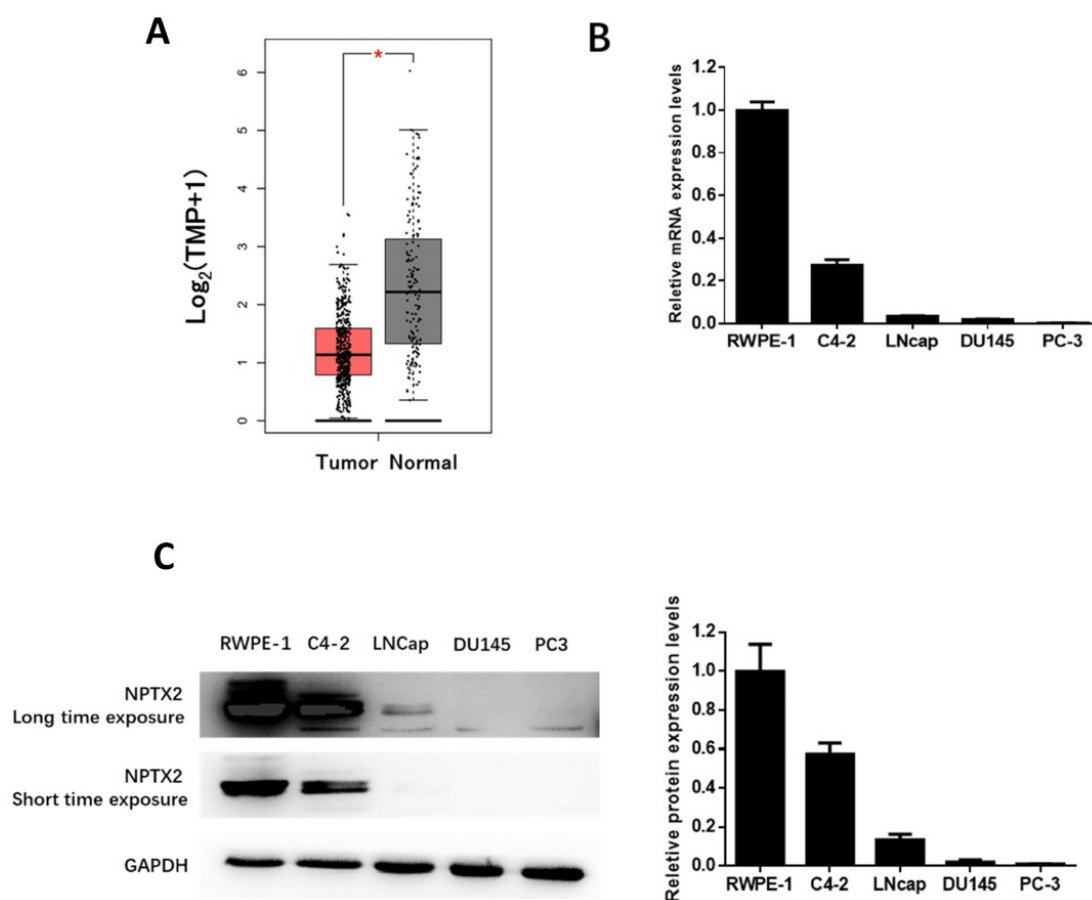 A
*
Log2(TMP+1)
6
5
4
3
2
1
0
Tumor Normal
B
Reletive mRNA expression levels
1.2
1.0
0.8
0.6
0.4
0.2
0.0
RWPE-1 C4-2 LNcap DU145 PC-3
C
RWPE-1 C4-2 LNCap DU145 PC3
NPTX2
Long time exposure
NPTX2
Short time exposure
GAPDH
Reletive protein expression levels
1.2
1.0
0.8
0.6
0.4
0.2
0.0
RWPE-1 C4-2 LNcap DU145 PC-3